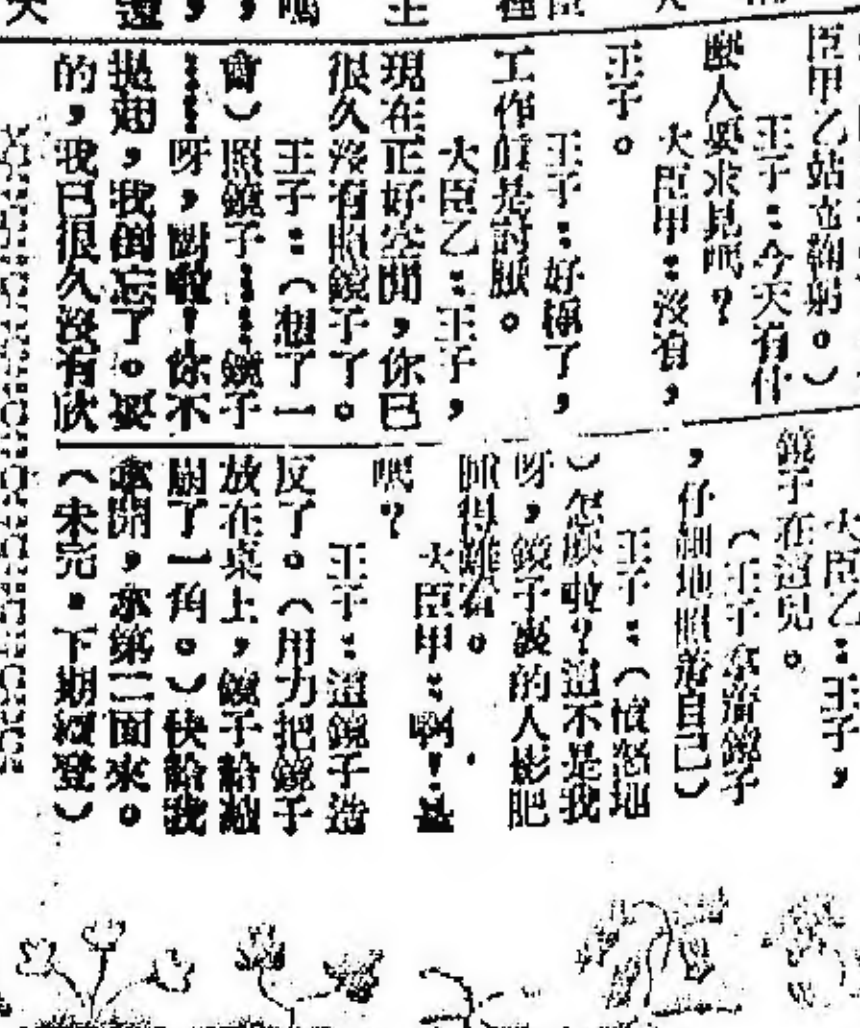 臣甲乙站立鞠躬。）
王子：今天有什
麼人要求見嗎？
大臣甲：沒有，
王子。
王子：好極了，
工作眞是討厭。
大臣乙：王子，
現在正好空閒，你已
很久沒有照鏡子了。
王子：（想了一
會）照鏡子……鏡子
……呀，對啦！你不
提起，我倒忘了。是
的，我已很久沒有欣
大臣乙：王子，
鏡子在這兒。
（王子拿着鏡子
，仔細地照着自己）
王子：（憤怒地
）怎麼啦？這不是我
呀，鏡子裏的人影肥
腫得難看。
大臣甲：啊！是
嗎？
王子：這鏡子造
反了。（用力把鏡子
放在桌上，鏡子給
崩了一角。）快給我
拿開，拿第二面來。
（未完。下期續登）